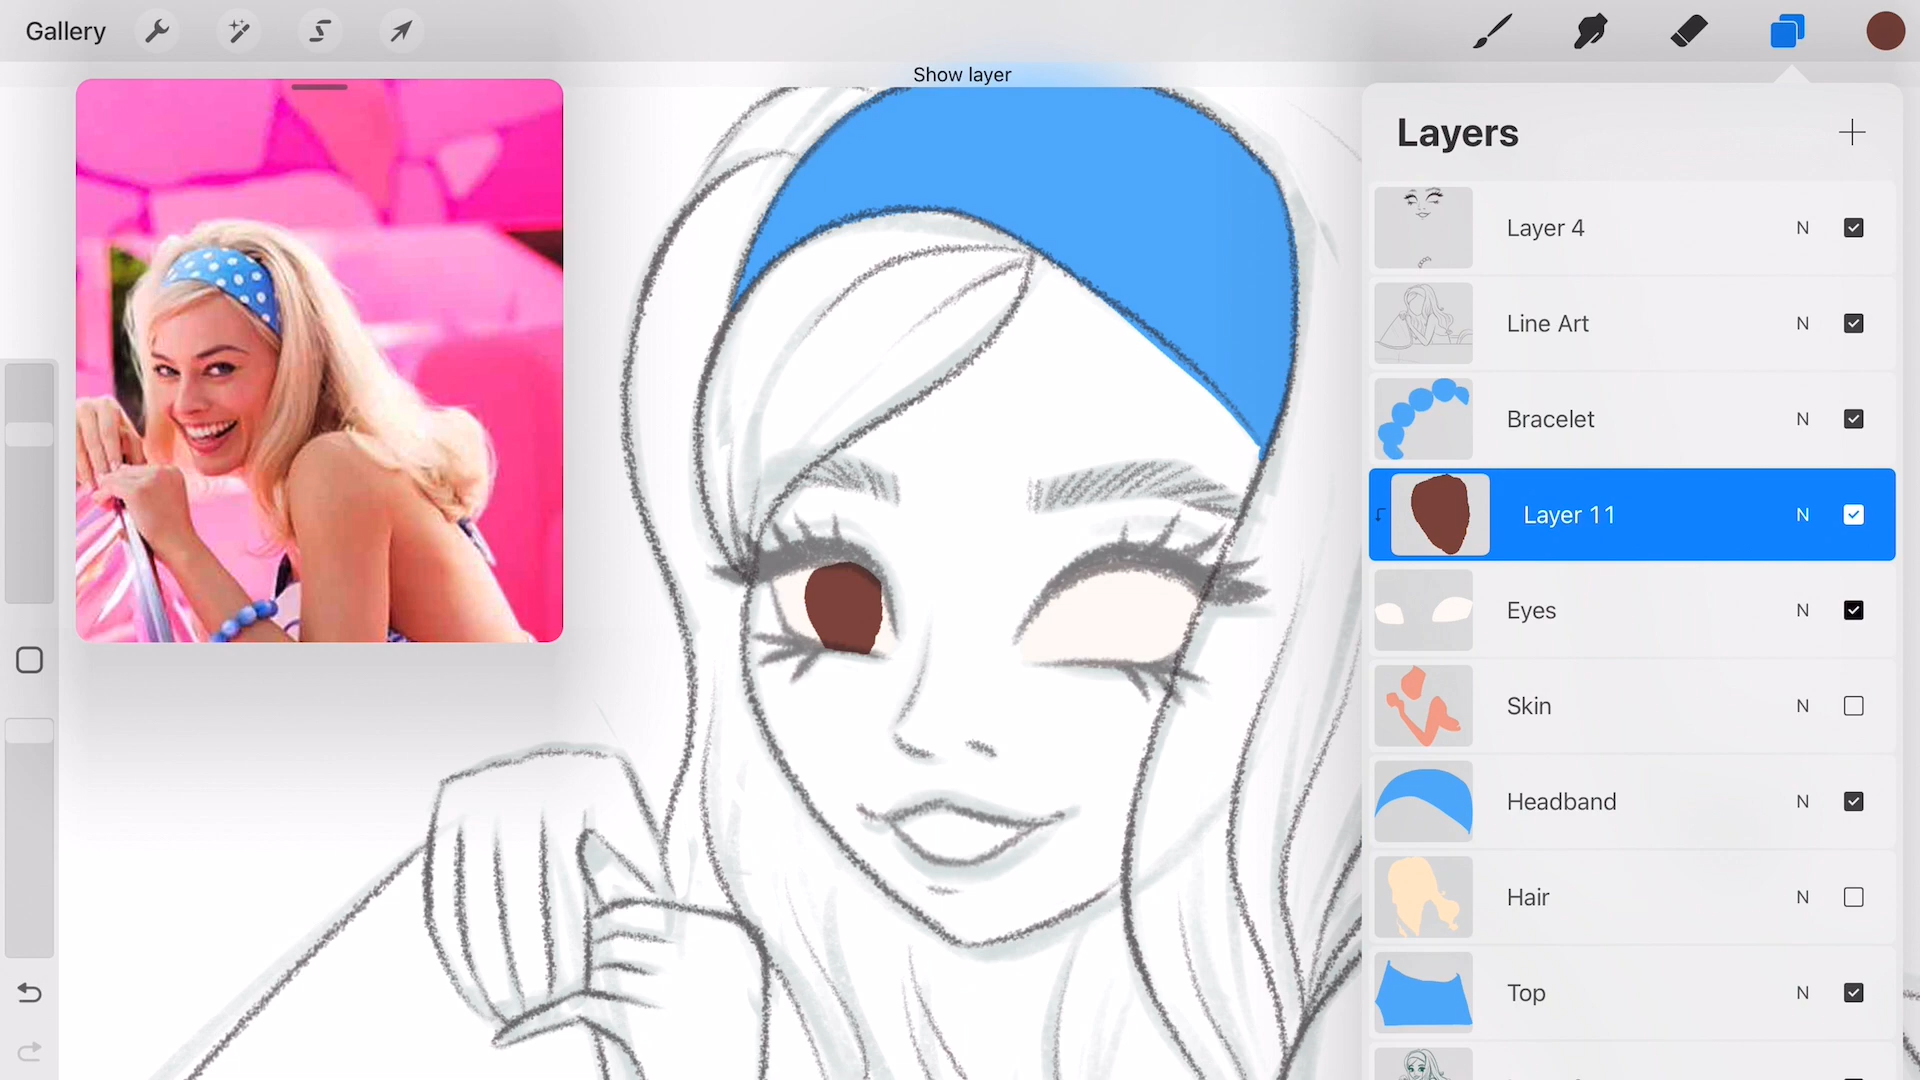 Gallery
Show layer
Layers
Layer 4 N
Line Art N
Bracelet N
Layer 11 N
Eyes N
Skin N
Headband N
Hair N
Top N